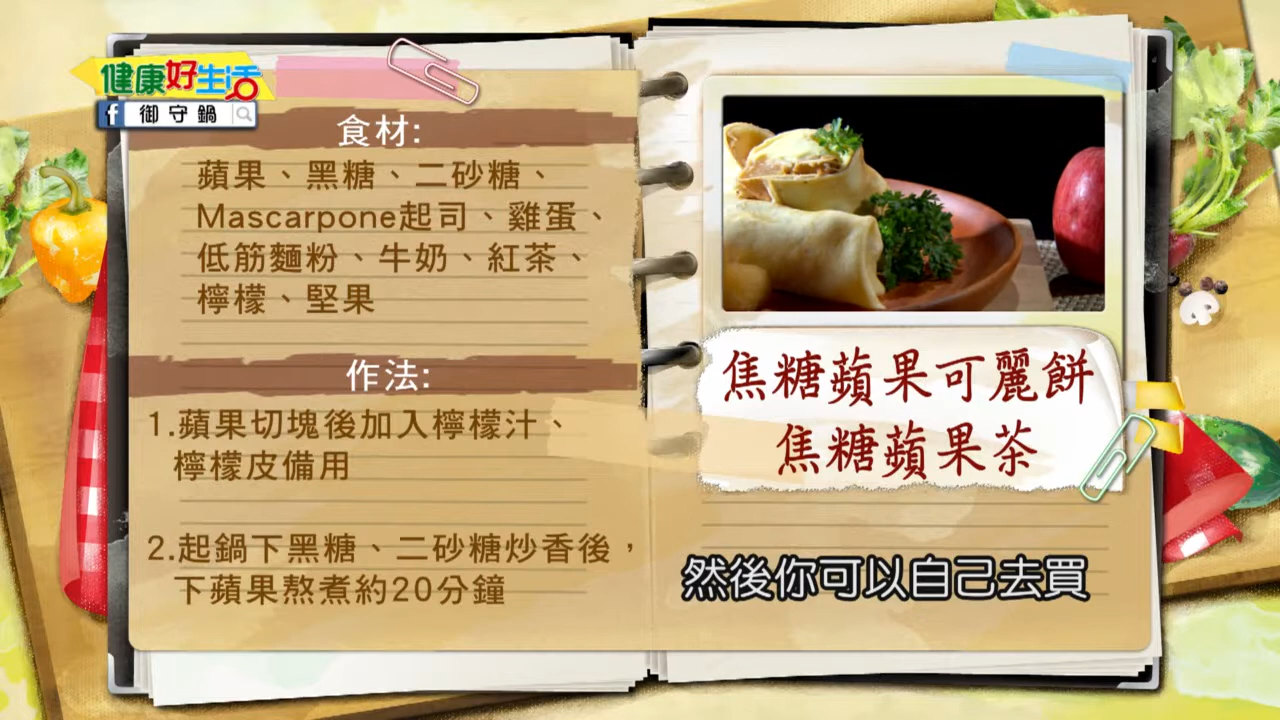 健康好生活
御守鍋
食材:
蘋果、黑糖、二砂糖、
Mascarpone起司、雞蛋、
低筋麵粉、牛奶、紅茶、
檸檬、堅果
作法:
1.蘋果切塊後加入檸檬汁、
檸檬皮備用
2.起鍋下黑糖、二砂糖炒香後，
下蘋果熬煮約20分鐘
焦糖蘋果可麗餅
焦糖蘋果茶
然後你可以自己去買